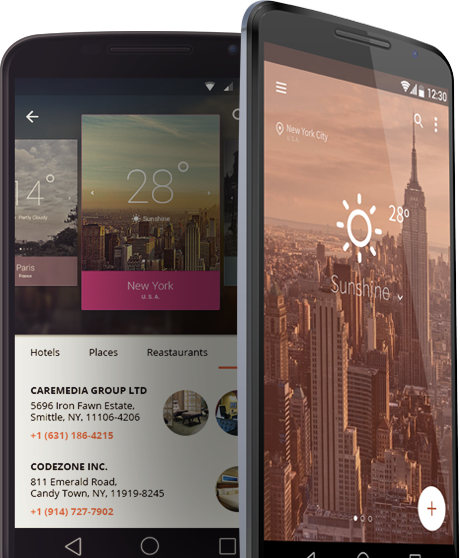 14°
Partly Cloudy
Paris
France
28°
Sunshine
New York
U.S.A.
Hotels Places Reastaurants
CAREMEDIA GROUP LTD
5696 Iron Fawn Estate,
Smittle, NY, 11106-4206
+1 (631) 186-4215
CODEZONE INC.
811 Emerald Road,
Candy Town, NY, 11919-8245
+1 (914) 727-7902
12:30
New York City
U.S.A.
28°
Sunshine
+